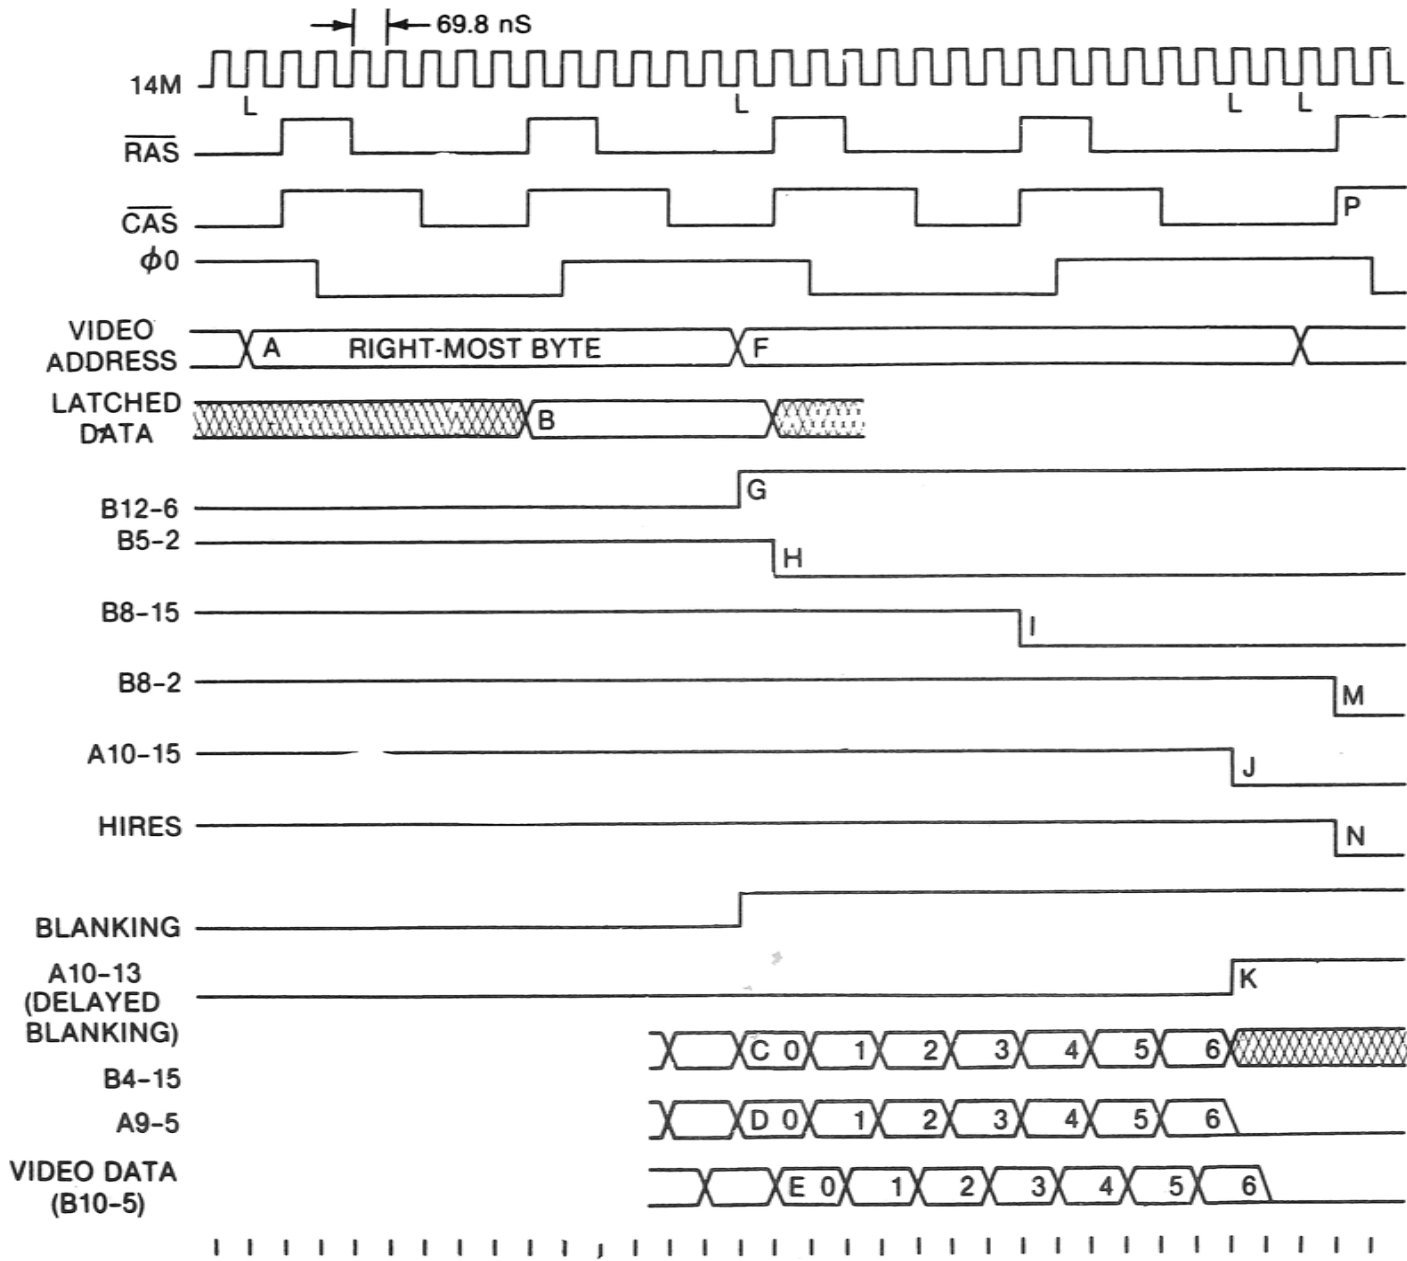 69.8 nS
14M
L L L L
RAS
CAS P
ϕ0
VIDEO
ADDRESS
A RIGHT-MOST BYTE F
LATCHED
DATA
B
B12-6 G
B5-2 H
B8-15 I
B8-2 M
A10-15 J
HIRES N
BLANKING
A10-13
(DELAYED
BLANKING)
K
B4-15
C 0 1 2 3 4 5 6
A9-5 D 0 1 2 3 4 5 6
VIDEO DATA
(B10-5)
E 0 1 2 3 4 5 6